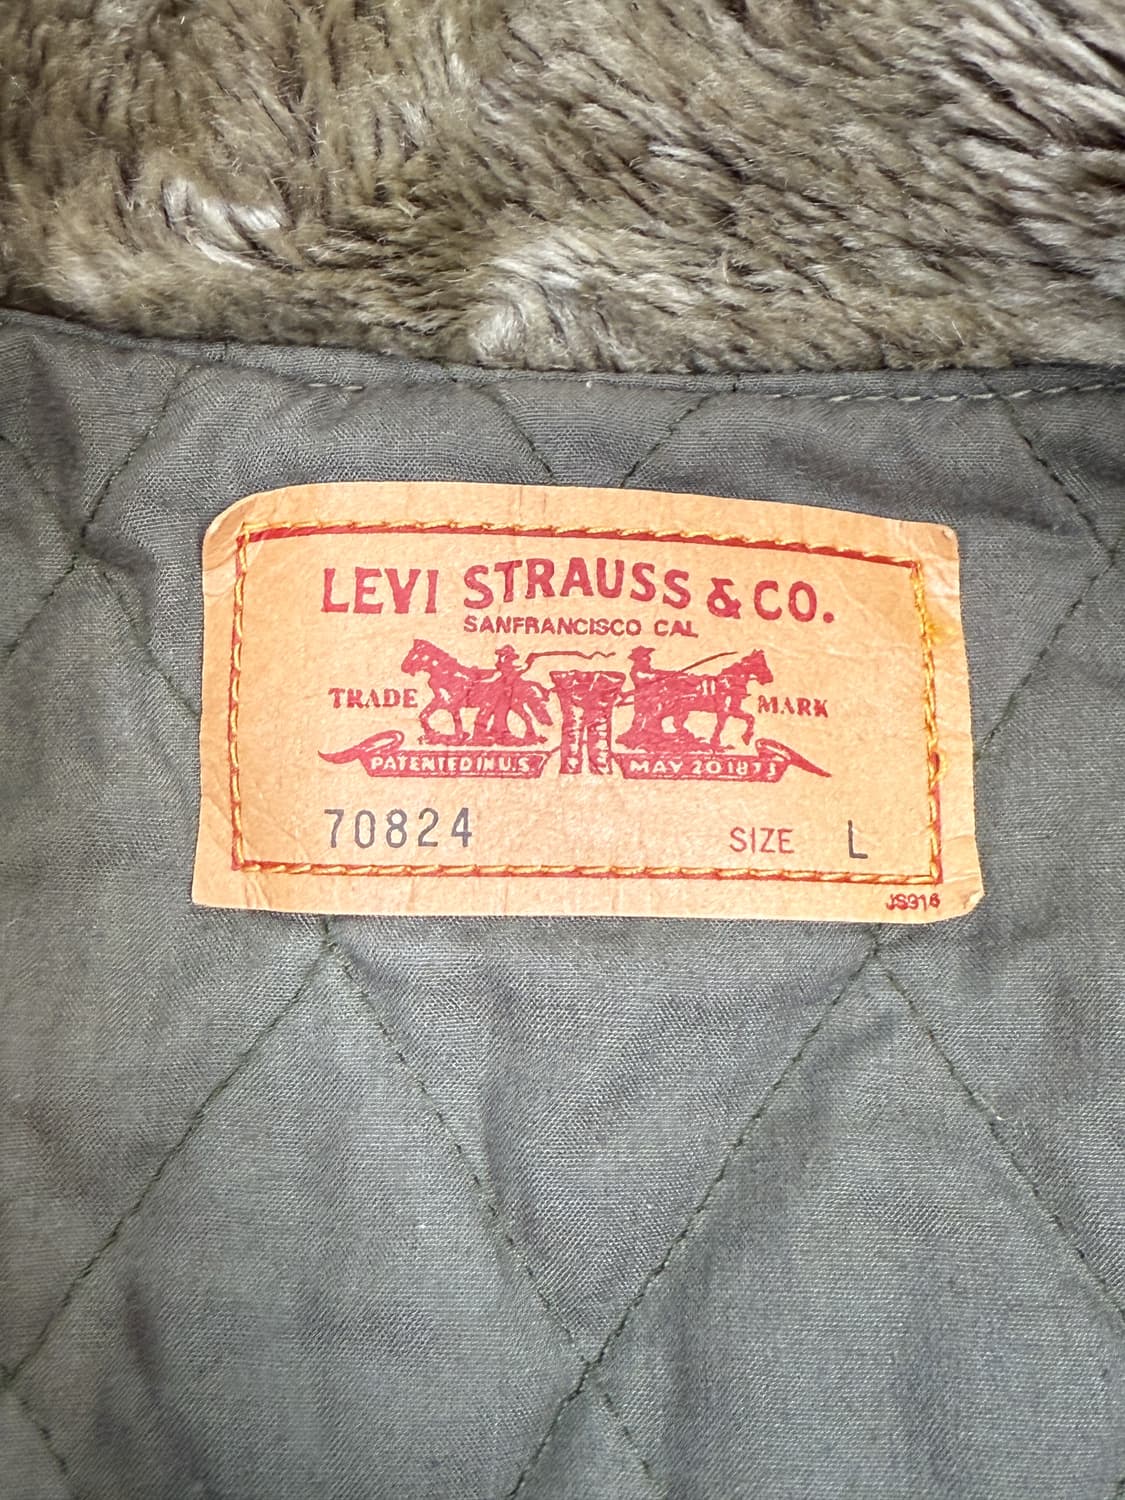 LEVI STRAUSS & CO.
SANFRANCISCO CAL
TRADE MARK
PATENTED IN U.S. MAY 20 1873
70824 SIZE L
JS916